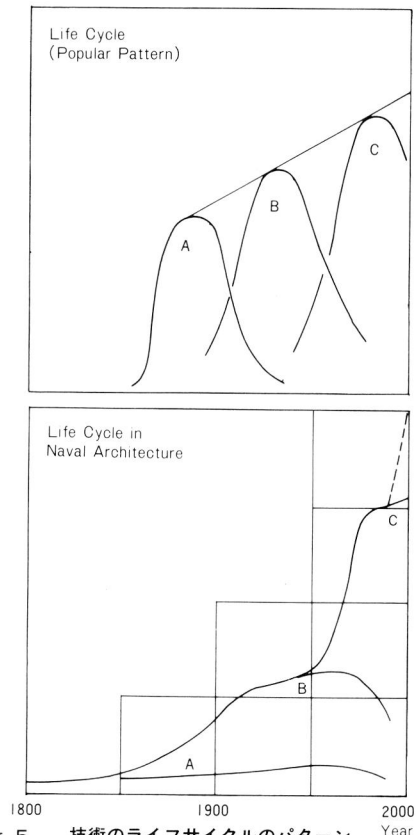 Life Cycle
(Popular Pattern)
A
B
C
Life Cycle in
Naval Architecture
A
B
C
1800
1900
2000
Year
5 技術のライフサイクルのパターン